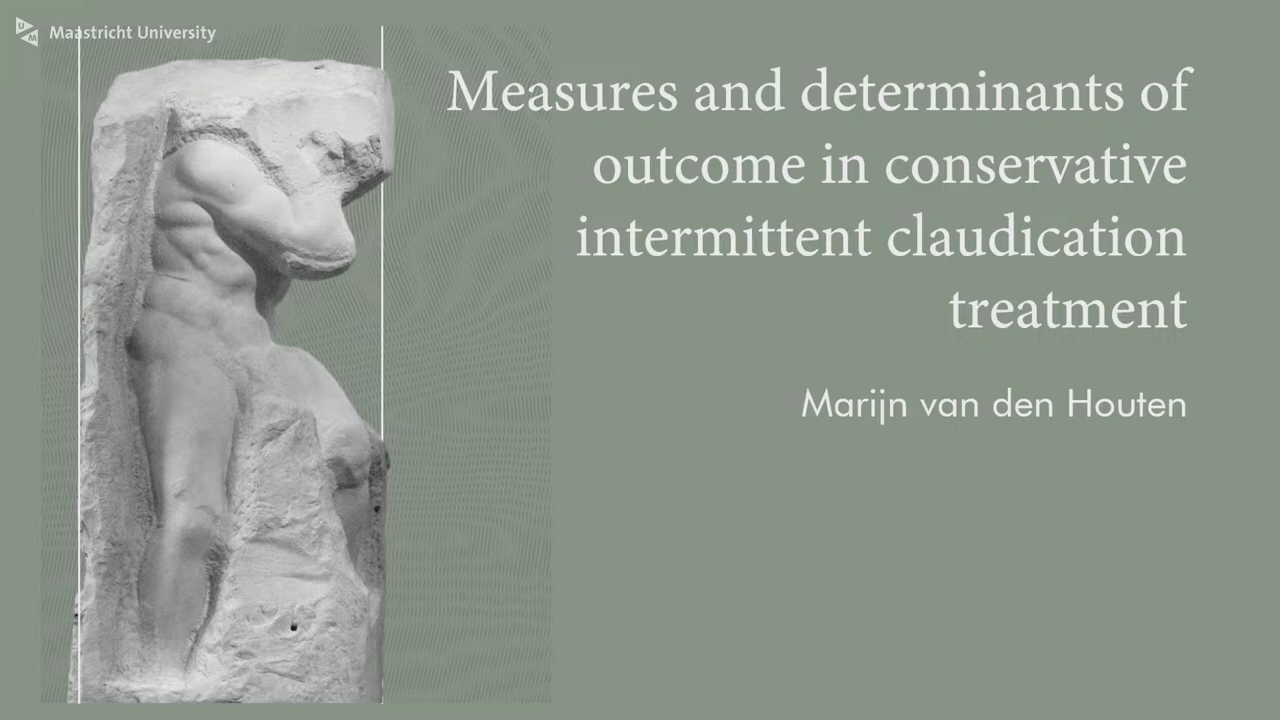 Maastricht University
Measures and determinants of
outcome in conservative
intermittent claudication
treatment
Marijn van den Houten